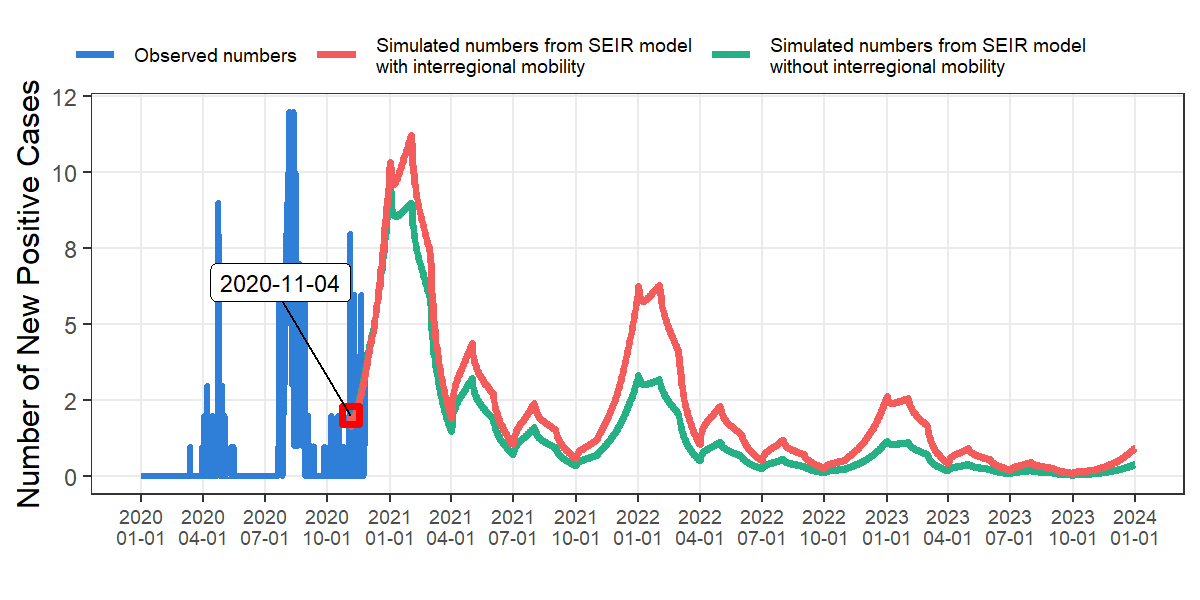 Observed numbers
Simulated numbers from SEIR model
with interregional mobility
Simulated numbers from SEIR model
without interregional mobility
Number of New Positive Cases
12
10
8
5
2
0
2020-11-04
2020 2020 2020 2020 2021 2021 2021 2021 2022 2022 2022 2022 2023 2023 2023 2023 2024
01-01 04-01 07-01 10-01 01-01 04-01 07-01 10-01 01-01 04-01 07-01 10-01 01-01 04-01 07-01 10-01 01-01